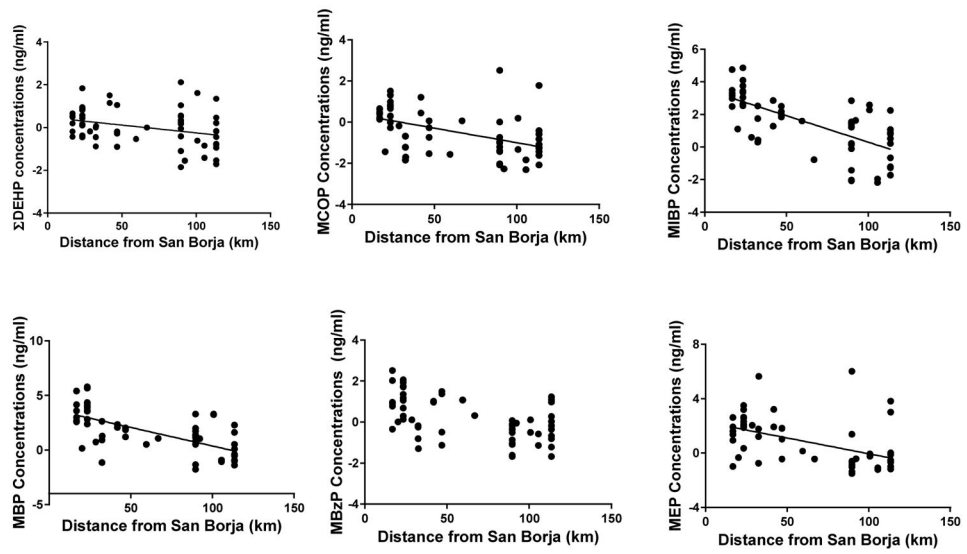 ΣDEHP concentrations (ng/ml)
4
2
0
-2
-4
0 50 100 150
Distance from San Borja (km)
MCOP Concentrations (ng/ml)
4
2
0
-2
-4
0 50 100 150
Distance from San Borja (km)
MIBP Concentrations (ng/ml)
6
4
2
0
-2
-4
0 50 100 150
Distance from San Borja (km)
MBP Concentrations (ng/ml)
10
5
0
-5
50 100 150
Distance from San Borja (km)
MBzP Concentrations (ng/ml)
4
2
0
-2
-4
0 50 100 150
Distance from San Borja (km)
MEP Concentrations (ng/ml)
8
4
0
-4
0 50 100 150
Distance from San Borja (km)